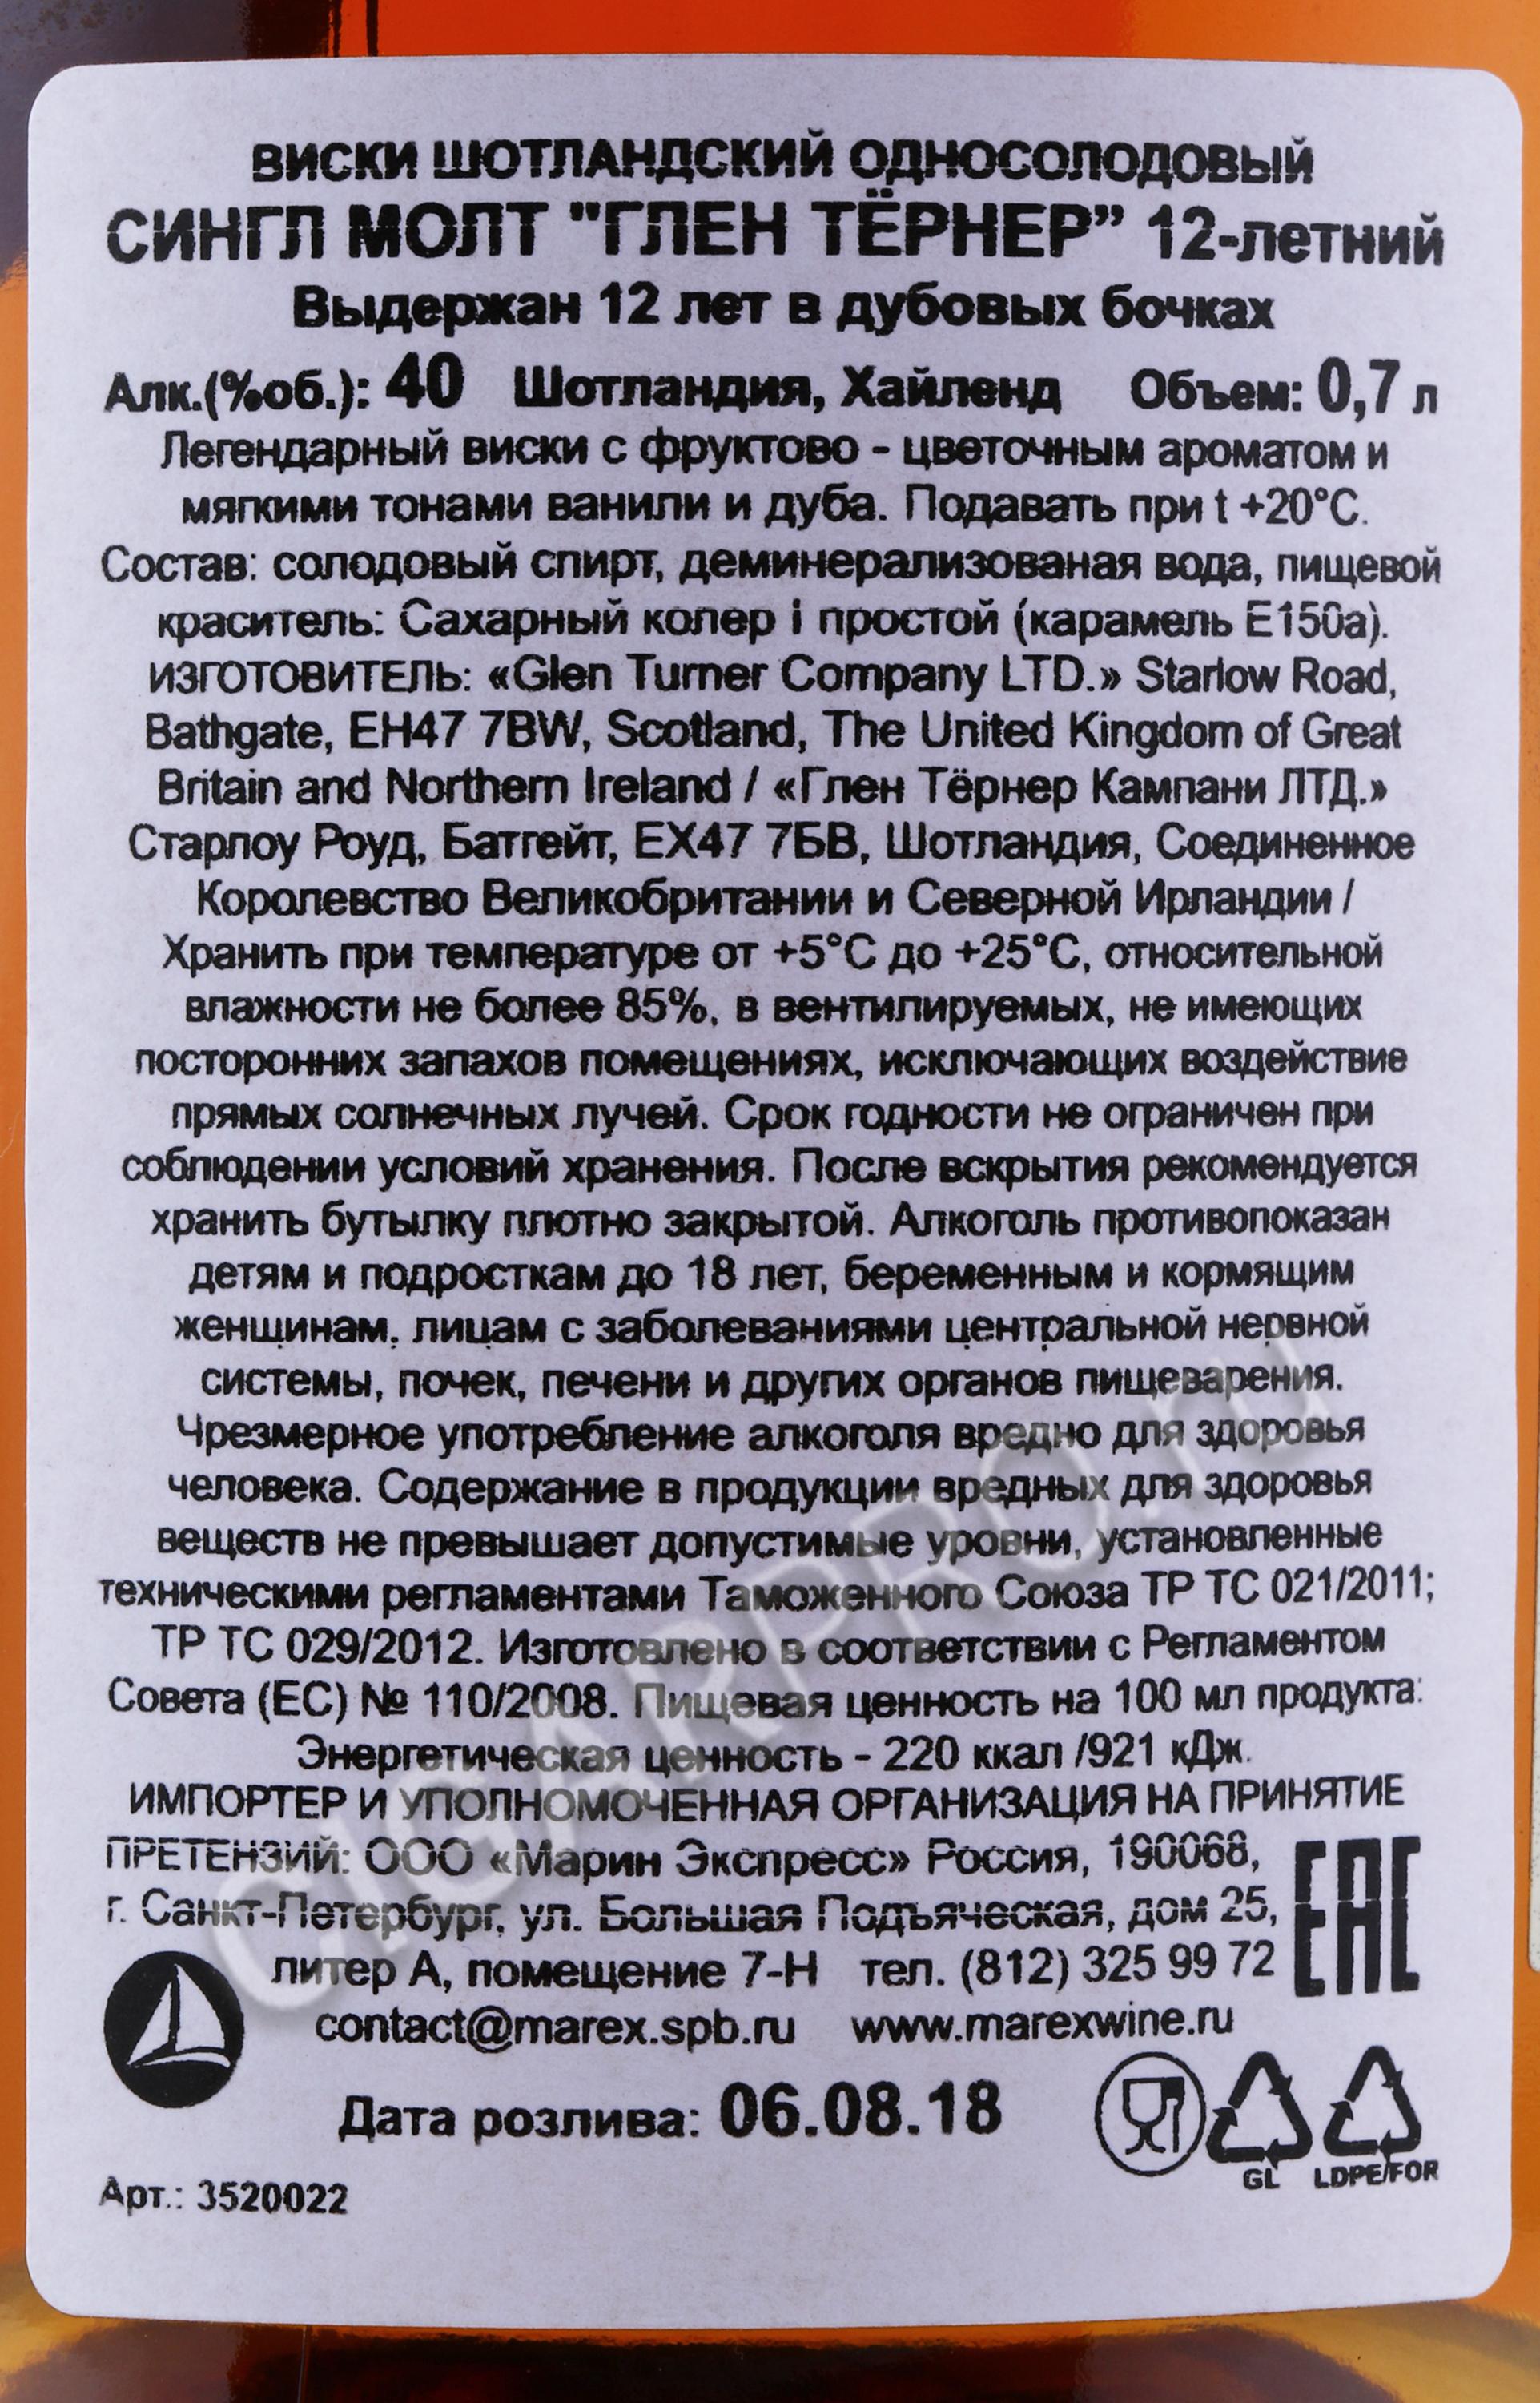 ВИСКИ ШОТЛАНДСКИЙ ОДНОСОЛОДОВЫЙ
СИНГЛ МОЛТ "ГЛЕН ТЁРНЕР” 12-летний
Выдержан 12 лет в дубовых бочках
Алк.(%об.): 40 Шотландия, Хайленд Объем: 0,7 л
Легендарный виски с фруктово - цветочным ароматом и
мягкими тонами ванили и дуба. Подавать при t +20°C.
Состав: солодовый спирт, деминерализованая вода, пищевой
краситель: Сахарный колер i простой (карамель E150a).
ИЗГОТОВИТЕЛЬ: «Glen Turner Company LTD.» Starlow Road,
Bathgate, EH47 7BW, Scotland, The United Kingdom of Great
Britain and Northern Ireland / «Глен Тёрнер Кампани ЛТД.»
Старлоу Роуд, Батгейт, ЕХ47 7БВ, Шотландия, Соединенное
Королевство Великобритании и Северной Ирландии /
Хранить при температуре от +5°C до +25°C, относительной
влажности не более 85%, в вентилируемых, не имеющих
посторонних запахов помещениях, исключающих воздействие
прямых солнечных лучей. Срок годности не ограничен при
соблюдении условий хранения. После вскрытия рекомендуется
хранить бутылку плотно закрытой. Алкоголь противопоказан
детям и подросткам до 18 лет, беременным и кормящим
женщинам, лицам с заболеваниями центральной нервной
системы, почек, печени и других органов пищеварения.
Чрезмерное употребление алкоголя вредно для здоровья
человека. Содержание в продукции вредных для здоровья
веществ не превышает допустимые уровни, установленные
техническими регламентами Таможенного Союза ТР ТС 021/2011;
ТР ТС 029/2012. Изготовлено в соответствии с Регламентом
Совета (ЕС) № 110/2008. Пищевая ценность на 100 мл продукта:
Энергетическая ценность - 220 ккал /921 кДж.
ИМПОРТЕР И УПОЛНОМОЧЕННАЯ ОРГАНИЗАЦИЯ НА ПРИНЯТИЕ
ПРЕТЕНЗИЙ: ООО «Марин Экспресс» Россия, 190068,
г. Санкт-Петербург, ул. Большая Подъяческая, дом 25,
литер А, помещение 7-Н тел. (812) 325 99 72
EAC
contact@marex.spb.ru www.marexwine.ru
Дата розлива: 06.08.18
GL LDPE/FOR
Арт.: 3520022
CIGARPRO.ru